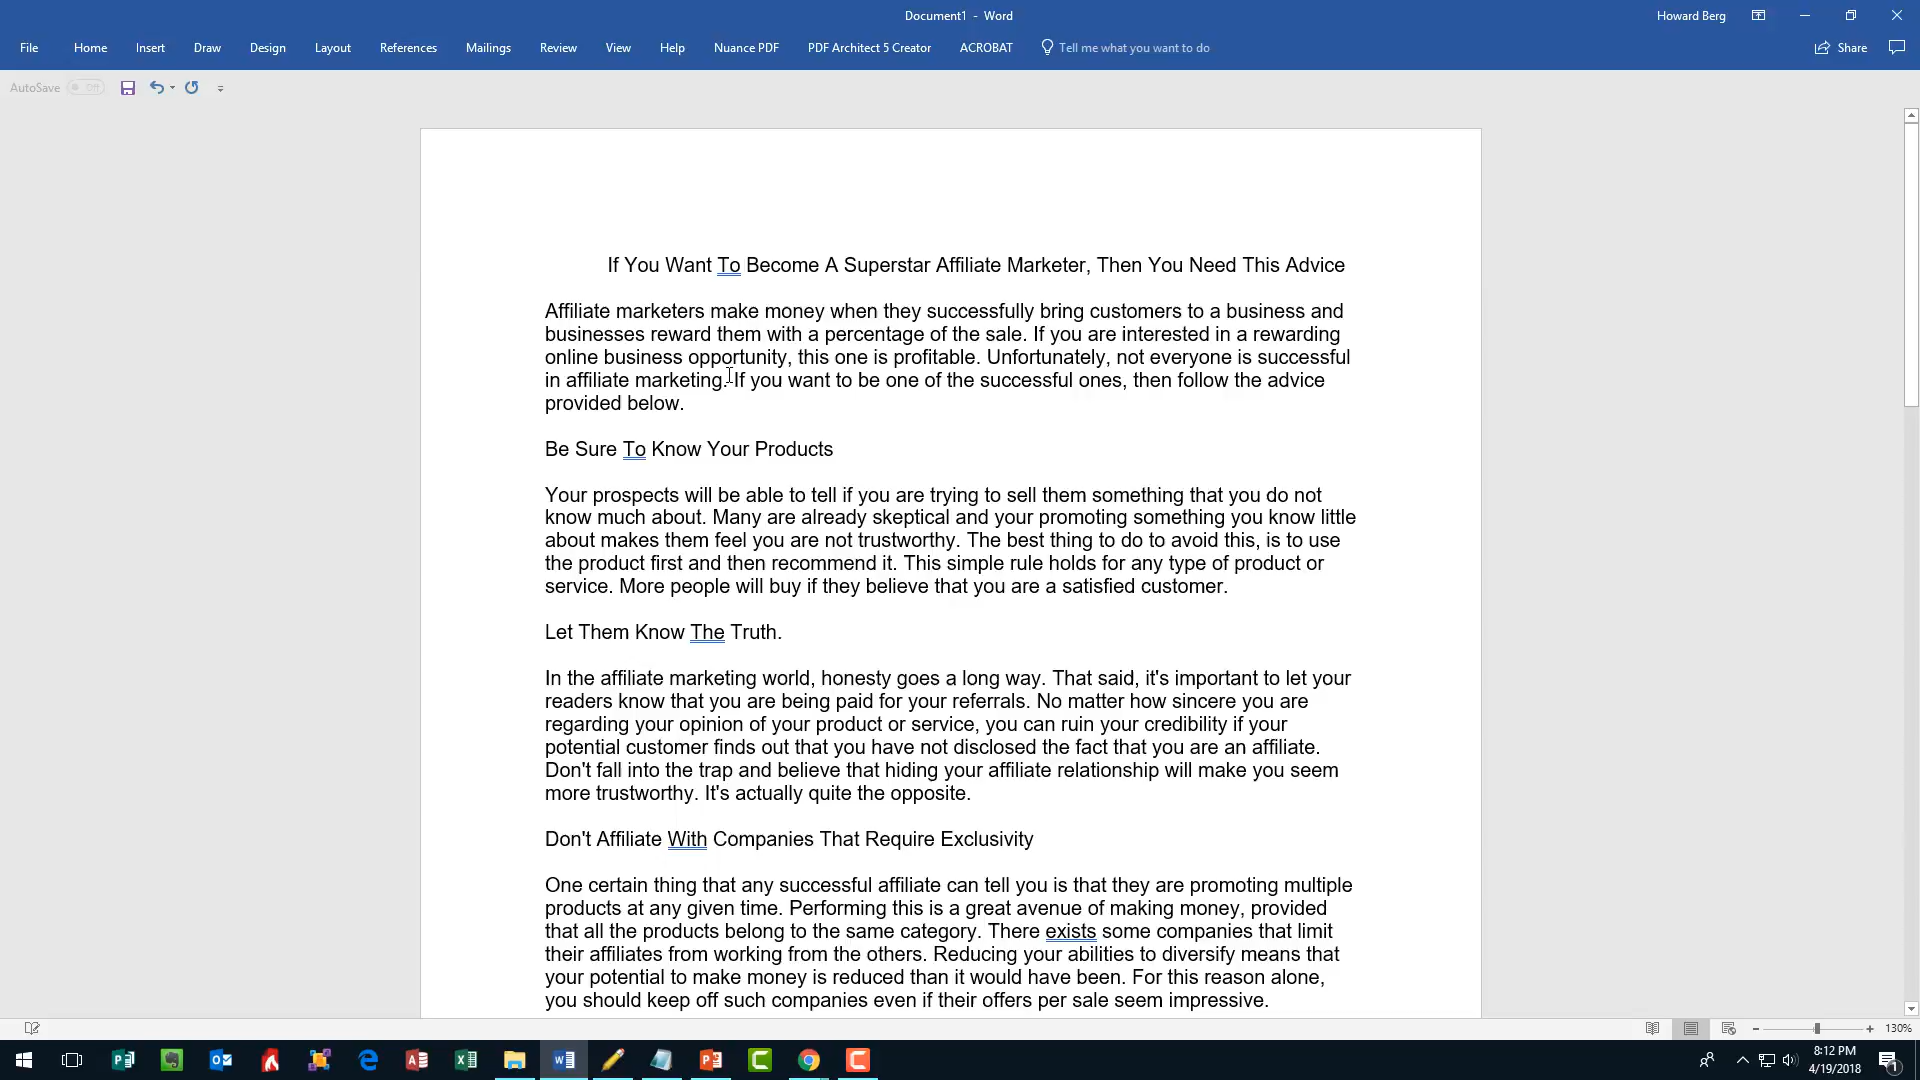 Document1 - Word
Howard Berg
File Home Insert Draw Design Layout References Mailings Review View Help Nuance PDF PDF Architect 5 Creator ACROBAT Tell me what you want to do Share
AutoSave Off
If You Want To Become A Superstar Affiliate Marketer, Then You Need This Advice
Affiliate marketers make money when they successfully bring customers to a business and
businesses reward them with a percentage of the sale. If you are interested in a rewarding
online business opportunity, this one is profitable. Unfortunately, not everyone is successful
in affiliate marketing. If you want to be one of the successful ones, then follow the advice
provided below.
Be Sure To Know Your Products
Your prospects will be able to tell if you are trying to sell them something that you do not
know much about. Many are already skeptical and your promoting something you know little
about makes them feel you are not trustworthy. The best thing to do to avoid this, is to use
the product first and then recommend it. This simple rule holds for any type of product or
service. More people will buy if they believe that you are a satisfied customer.
Let Them Know The Truth.
In the affiliate marketing world, honesty goes a long way. That said, it's important to let your
readers know that you are being paid for your referrals. No matter how sincere you are
regarding your opinion of your product or service, you can ruin your credibility if your
potential customer finds out that you have not disclosed the fact that you are an affiliate.
Don't fall into the trap and believe that hiding your affiliate relationship will make you seem
more trustworthy. It's actually quite the opposite.
Don't Affiliate With Companies That Require Exclusivity
One certain thing that any successful affiliate can tell you is that they are promoting multiple
products at any given time. Performing this is a great avenue of making money, provided
that all the products belong to the same category. There exists some companies that limit
their affiliates from working from the others. Reducing your abilities to diversify means that
your potential to make money is reduced than it would have been. For this reason alone,
you should keep off such companies even if their offers per sale seem impressive.
130%
8:12 PM
4/19/2018